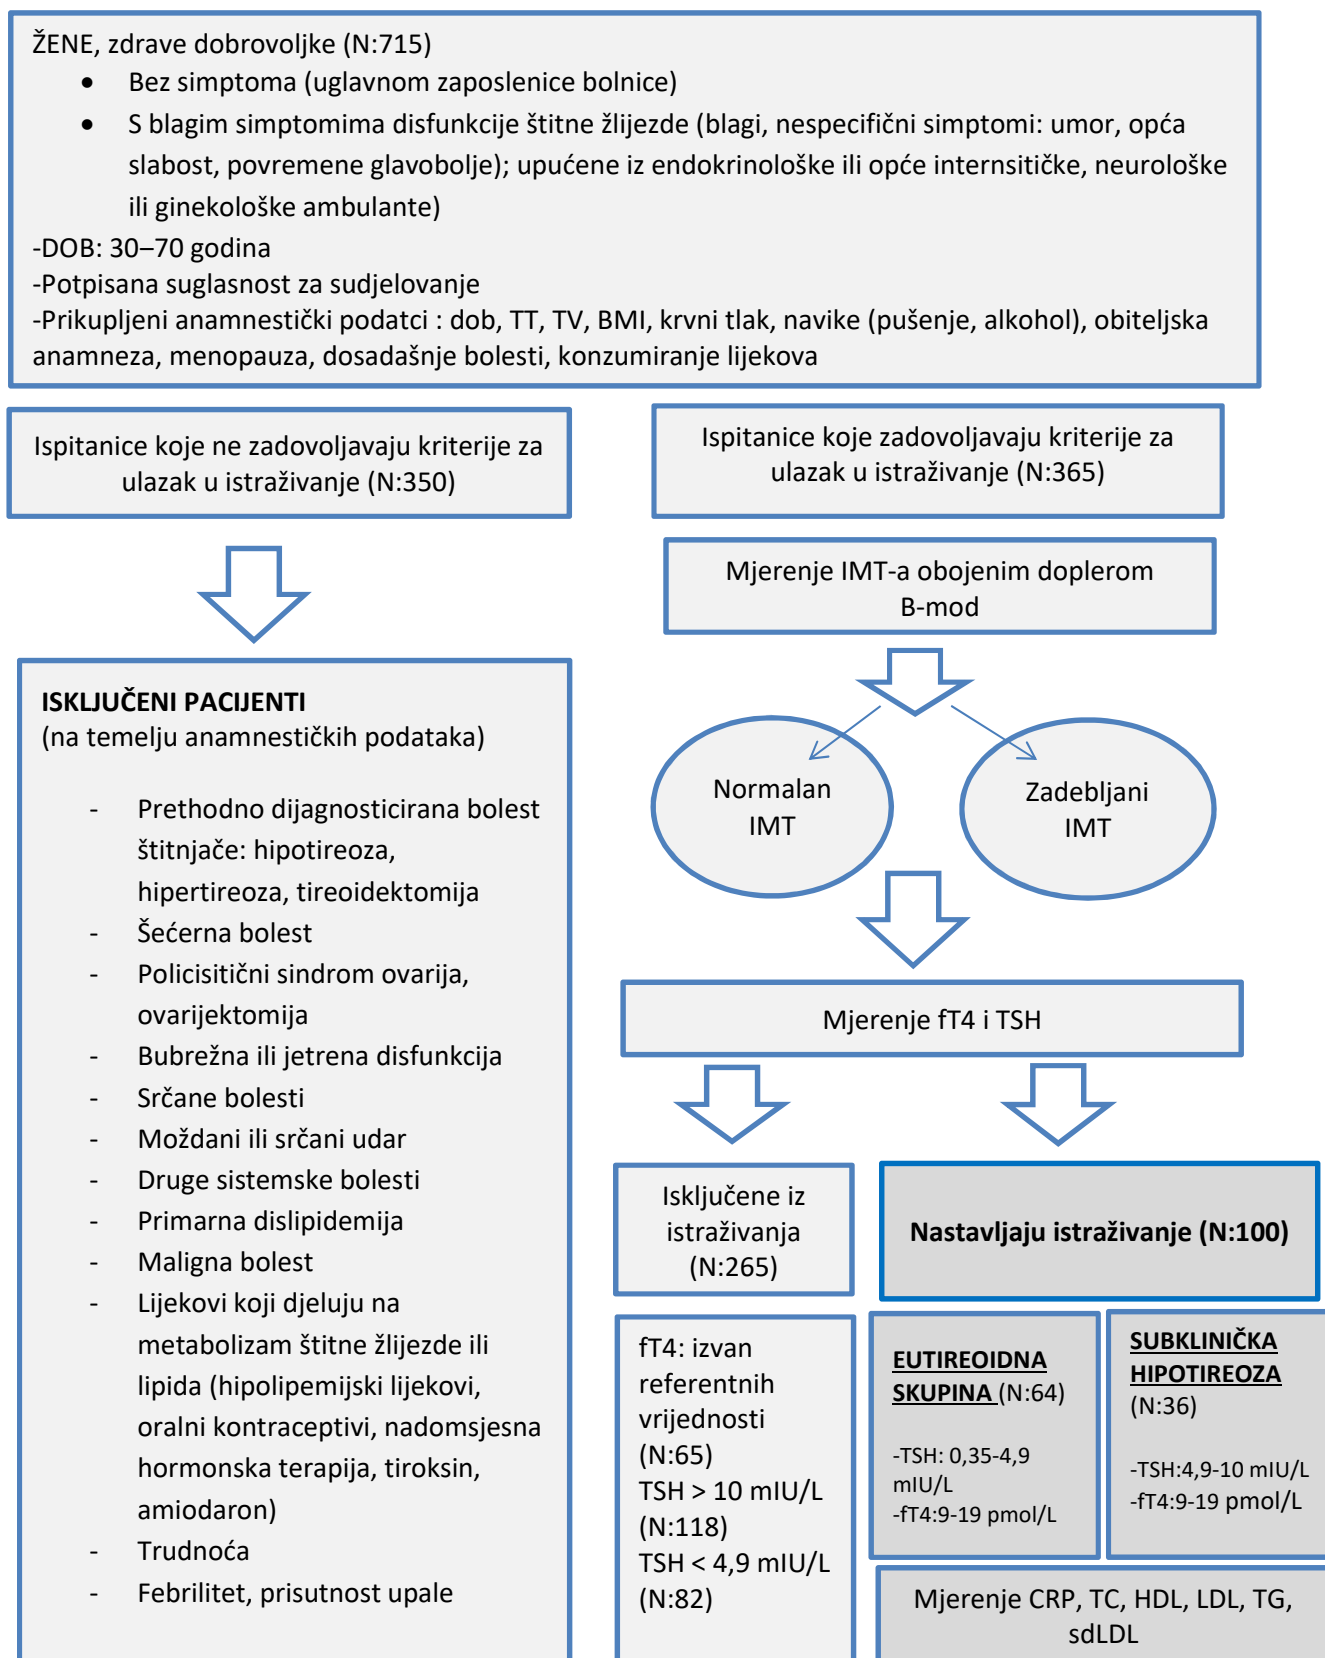 ŽENE, zdrave dobrovoljke (N:715)
• Bez simptoma (uglavnom zaposlenice bolnice)
• S blagim simptomima disfunkcije štitne žlijezde (blagi, nespecifični simptomi: umor, opća
slabost, povremene glavobolje); upućene iz endokrinološke ili opće internsitičke, neurološke
ili ginekološke ambulante)
-DOB: 30–70 godina
-Potpisana suglasnost za sudjelovanje
-Prikupljeni anamnestički podatci : dob, TT, TV, BMI, krvni tlak, navike (pušenje, alkohol), obiteljska
anamneza, menopauza, dosadašnje bolesti, konzumiranje lijekova
Ispitanice koje ne zadovoljavaju kriterije za
ulazak u istraživanje (N:350)
Ispitanice koje zadovoljavaju kriterije za
ulazak u istraživanje (N:365)
Mjerenje IMT-a obojenim doplerom
B-mod
ISKLJUČENI PACIJENTI
(na temelju anamnestičkih podataka)
- Prethodno dijagnosticirana bolest
štitnjače: hipotireoza,
hipertireoza, tireoidektomija
- Šećerna bolest
- Policisitični sindrom ovarija,
ovarijektomija
- Bubrežna ili jetrena disfunkcija
- Srčane bolesti
- Moždani ili srčani udar
- Druge sistemske bolesti
- Primarna dislipidemija
- Maligna bolest
- Lijekovi koji djeluju na
metabolizam štitne žlijezde ili
lipida (hipolipemijski lijekovi,
oralni kontraceptivi, nadomsjesna
hormonska terapija, tiroksin,
amiodaron)
- Trudnoća
- Febrilitet, prisutnost upale
Normalan
IMT
Zadebljani
IMT
Mjerenje fT4 i TSH
Isključene iz
istraživanja
(N:265)
Nastavljaju istraživanje (N:100)
fT4: izvan
referentnih
vrijednosti
(N:65)
TSH > 10 mIU/L
(N:118)
TSH < 4,9 mIU/L
(N:82)
EUTIREOIDNA
SKUPINA (N:64)
-TSH: 0,35-4,9
mIU/L
-fT4:9-19 pmol/L
SUBKLINIČKA
HIPOTIREOZA
(N:36)
-TSH:4,9-10 mIU/L
-fT4:9-19 pmol/L
Mjerenje CRP, TC, HDL, LDL, TG,
sdLDL